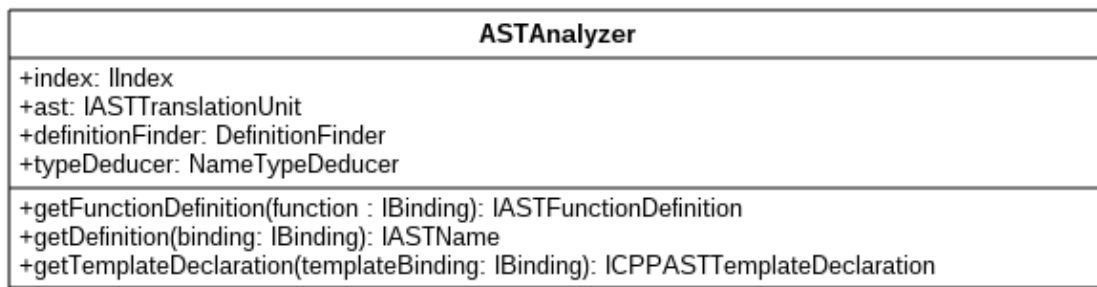 ASTAnalyzer
+index: IIndex
+ast: IASTTranslationUnit
+definitionFinder: DefinitionFinder
+typeDeducer: NameTypeDeducer
+getFunctionDefinition(function : IBinding): IASTFunctionDefinition
+getDefinition(binding: IBinding): IASTName
+getTemplateDeclaration(templateBinding: IBinding): ICPPASTTemplateDeclaration